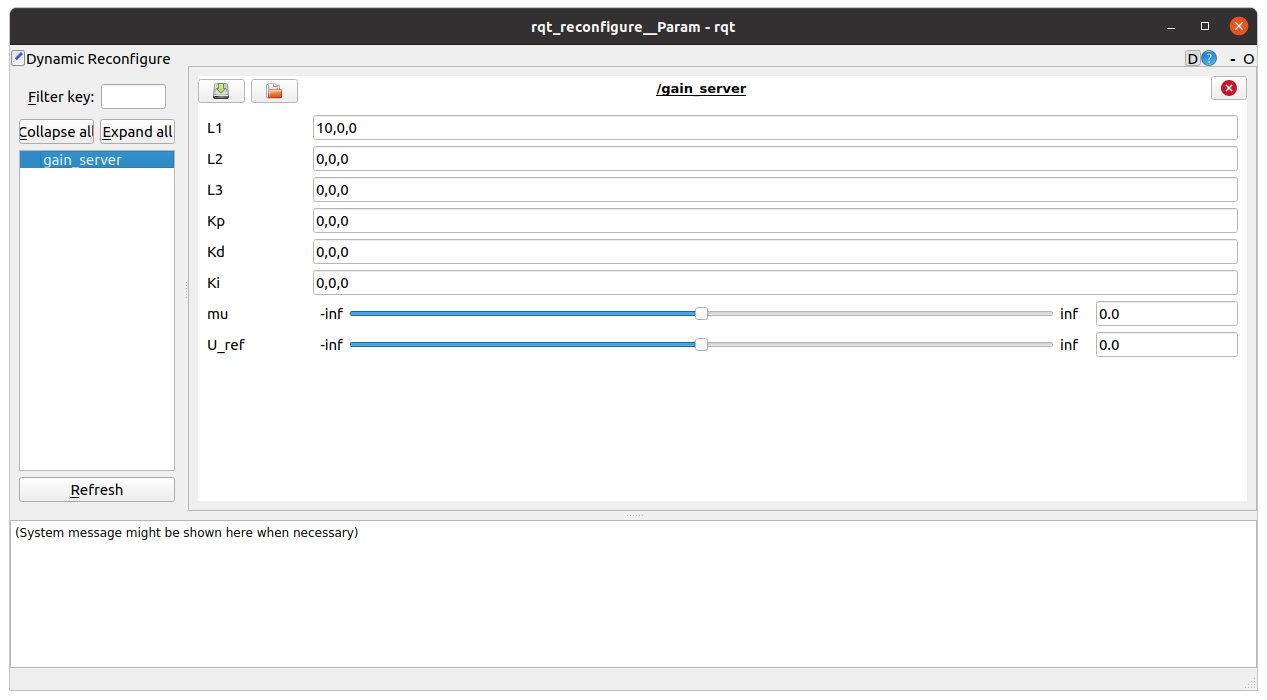 rqt_reconfigure__Param - rqt
Dynamic Reconfigure
D ? - O
Filter key:
Collapse all Expand all
gain_server
Refresh
/gain_server
L1 10,0,0
L2 0,0,0
L3 0,0,0
Kp 0,0,0
Kd 0,0,0
Ki 0,0,0
mu -inf inf 0.0
U_ref -inf inf 0.0
(System message might be shown here when necessary)